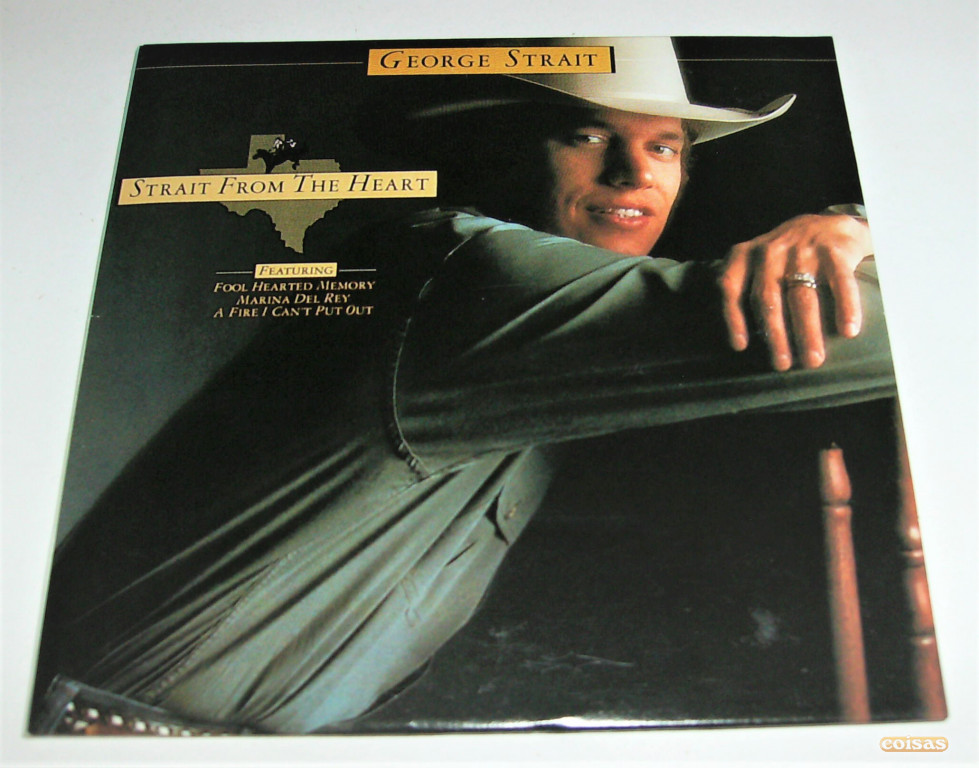 GEORGE STRAIT
STRAIT FROM THE HEART
FEATURING
FOOL HEARTED MEMORY
MARINA DEL REY
A FIRE I CAN'T PUT OUT
coisas